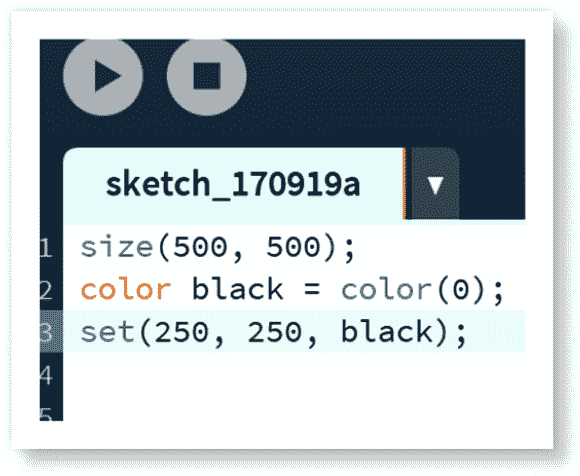 sketch_170919a
1 size(500, 500);
2 color black = color(0);
3 set(250, 250, black);
4
5